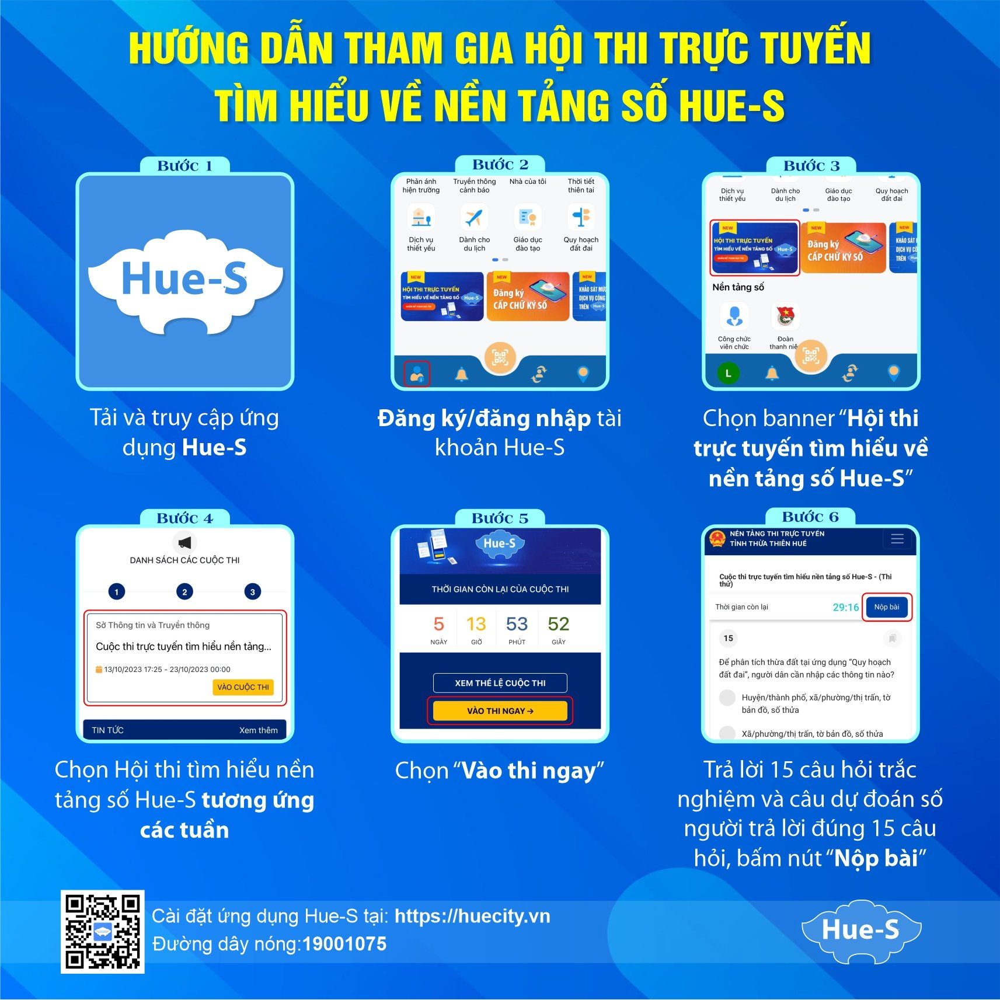 HƯỚNG DẪN THAM GIA HỘI THI TRỰC TUYẾN
TÌM HIỂU VỀ NỀN TẢNG SỐ HUE-S
Bước 1
Hue-S
Tải và truy cập ứng
dụng Hue-S
Bước 2
Phản ánh
hiện trường
Truyền thông
cảnh báo
Nhà của tôi
Thời tiết
thiên tai
Dịch vụ
thiết yếu
Dành cho
du lịch
Giáo dục
đào tạo
Quy hoạch
đất đai
NEW
HỘI THI TRỰC TUYẾN
TÌM HIỂU VỀ NỀN TẢNG SỐ Hue-S
NHẤN ĐỂ THAM GIA THI
NEW
Đăng ký
CẤP CHỮ KÝ SỐ
NEW
KHẢO SÁT MỨC
DỊCH VỤ CÔNG
TRÊN Hue-S
Đăng ký/đăng nhập tài
khoản Hue-S
Bước 3
Dịch vụ
thiết yếu
Dành cho
du lịch
Giáo dục
đào tạo
Quy hoạch
đất đai
NEW
HỘI THI TRỰC TUYẾN
TÌM HIỂU VỀ NỀN TẢNG SỐ Hue-S
NHẤN ĐỂ THAM GIA THI
NEW
Đăng ký
CẤP CHỮ KÝ SỐ
NEW
KHẢO SÁT
DỊCH VỤ CÔ
TRÊN Hue
Nền tảng số
Công chức
viên chức
Đoàn
thanh niê
L
Chọn banner “Hội thi
trực tuyến tìm hiểu về
nền tảng số Hue-S”
Bước 4
DANH SÁCH CÁC CUỘC THI
1 2 3
Sở Thông tin và Truyền thông
Cuộc thi trực tuyến tìm hiểu nền tảng...
13/10/2023 17:25 - 23/10/2023 00:00
VÀO CUỘC THI
TIN TỨC Xem thêm
Chọn Hội thi tìm hiểu nền
tảng số Hue-S tương ứng
các tuần
Bước 5
Hue-S
THỜI GIAN CÒN LẠI CỦA CUỘC THI
5 13 53 52
NGÀY GIỜ PHÚT GIÂY
XEM THỂ LỆ CUỘC THI
VÀO THI NGAY→
Chọn “Vào thi ngay”
Bước 6
NỀN TẢNG THI TRỰC TUYẾN
TỈNH THỪA THIÊN HUẾ
Cuộc thi trực tuyến tìm hiểu nền tảng số Hue-S - (Thi
thử)
Thời gian còn lại 29:16 Nộp bài
15
Để phân tích thừa đất tại ứng dụng “Quy hoạch
đất đai”, người dân cần nhập các thông tin nào?
Huyện/thành phố, xã/phường/thị trấn, tờ
bản đồ, số thửa
Xã/phường/thị trấn, tờ bản đồ, số thửa
Trả lời 15 câu hỏi trắc
nghiệm và câu dự đoán số
người trả lời đúng 15 câu
hỏi, bấm nút “Nộp bài”
Cài đặt ứng dụng Hue-S tại: https://huecity.vn
Đường dây nóng:19001075
Hue-S